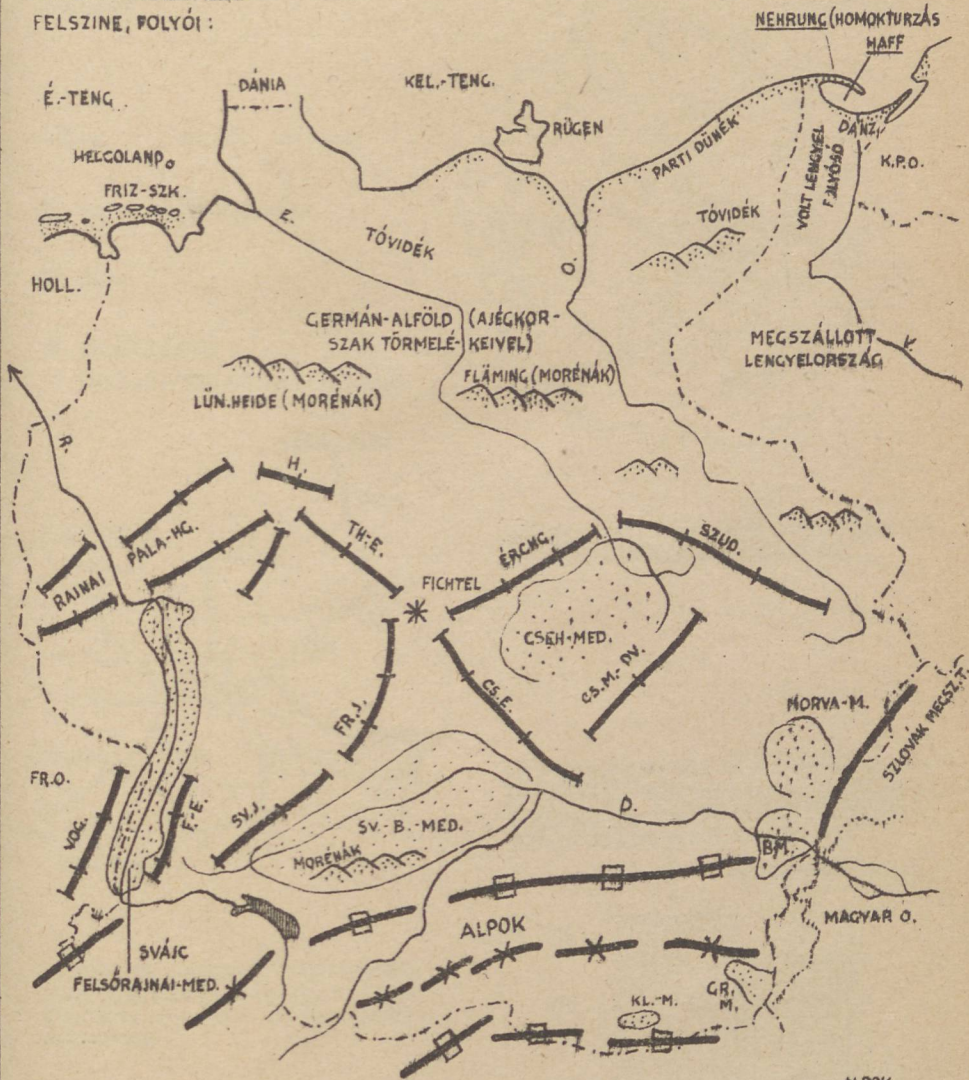 FELSZINE, FOLYÓI:
NEHRUNG (HOMOKTURZÁS
HAFF
É.-TENG
DÁNIA
KEL.-TENG.
RÜGEN
HELGOLAND
FRIZ-SZK.
PARTI DÜNÉK
DANZ.
VOLT LENGYEL
FOLYÓSÓ
K.P.O.
E.
TÓVIDÉK
TÓVIDÉK
O.
HOLL.
GERMÁN-ALFÖLD (AJÉGKOR-
SZAK TÖRMELÉ-KEIVEL)
MEGSZÁLLOTT
LENGYELORSZÁG
V.
FLÄMING (MORÉNÁK)
LÜN.HEIDE (MORÉNÁK)
R.
H.
PALA-HG.
TH-E.
RAJNAI
ÉRCHG.
SZUD.
FICHTEL
CSEH-MED.
CS.M.-DV.
CS.E.
FR.J.
MORVA-M.
SZLOVÁK MEGSZ.T.
FR.O.
VOG.
F.-E.
SV.J.
SV.-B.-MED.
MORÉNÁK
D.
B.M.
MAGYAR O.
ALPOK
SVÁJC
FELSŐRAJNAI-MED.
GR.
M.
KL.-M.